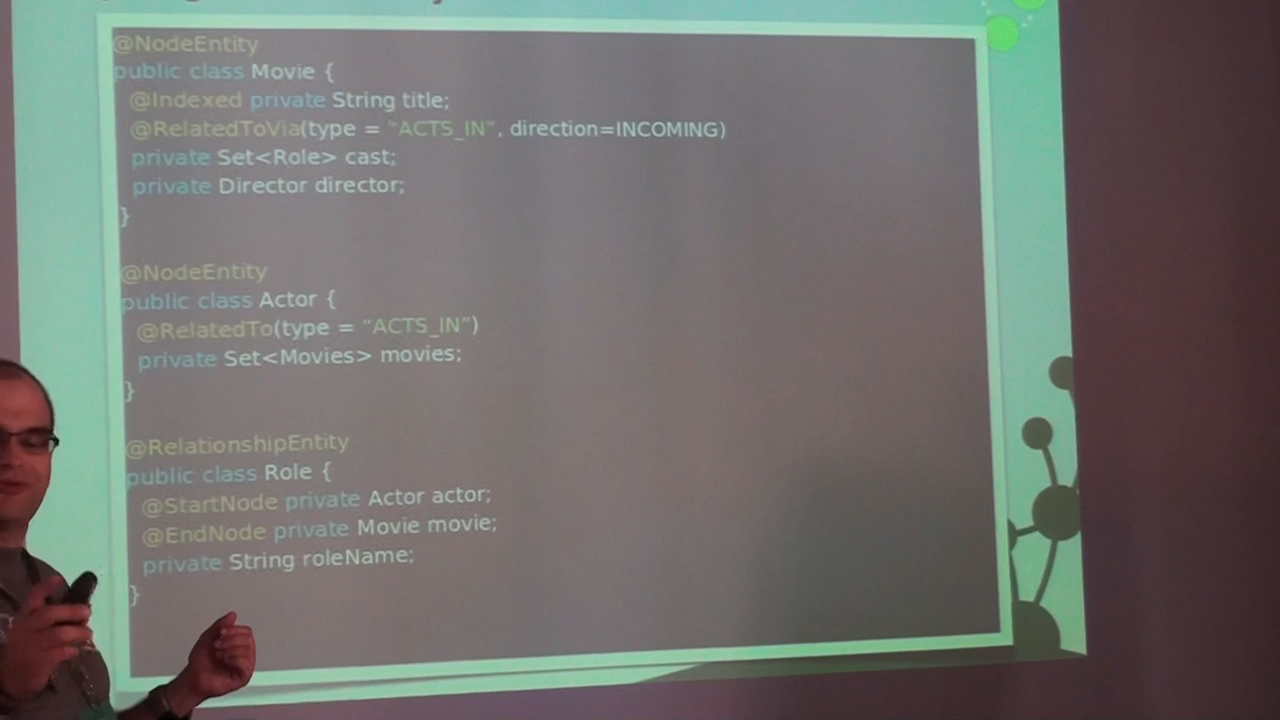 @NodeEntity
public class Movie {
@Indexed private String title;
@RelatedToVia(type = "ACTS_IN", direction=INCOMING)
private Set<Role> cast;
private Director director;
}
@NodeEntity
public class Actor {
@RelatedTo(type = “ACTS_IN”)
private Set<Movies> movies;
}
@RelationshipEntity
public class Role {
@StartNode private Actor actor;
@EndNode private Movie movie;
private String roleName;
}